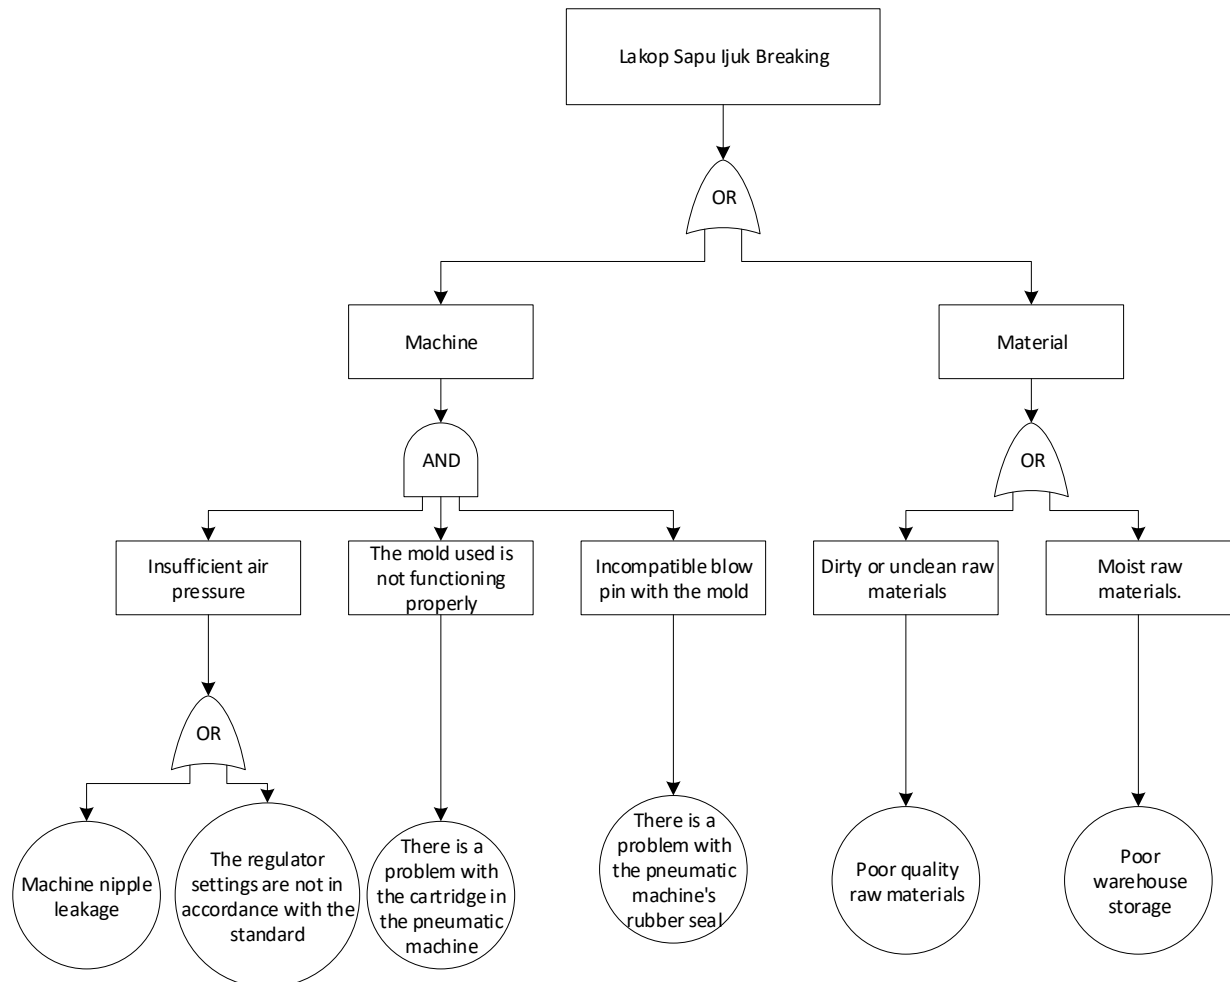 Lakop Sapu Ijuk Breaking
OR
Machine
Material
AND
OR
Insufficient air
pressure
The mold used is
not functioning
properly
Incompatible blow
pin with the mold
Dirty or unclean raw
materials
Moist raw
materials.
OR
Machine nipple
leakage
The regulator
settings are not in
accordance with the
standard
There is a
problem with
the cartridge in
the pneumatic
machine
There is a
problem with
the pneumatic
machine's
rubber seal
Poor quality
raw materials
Poor
warehouse
storage